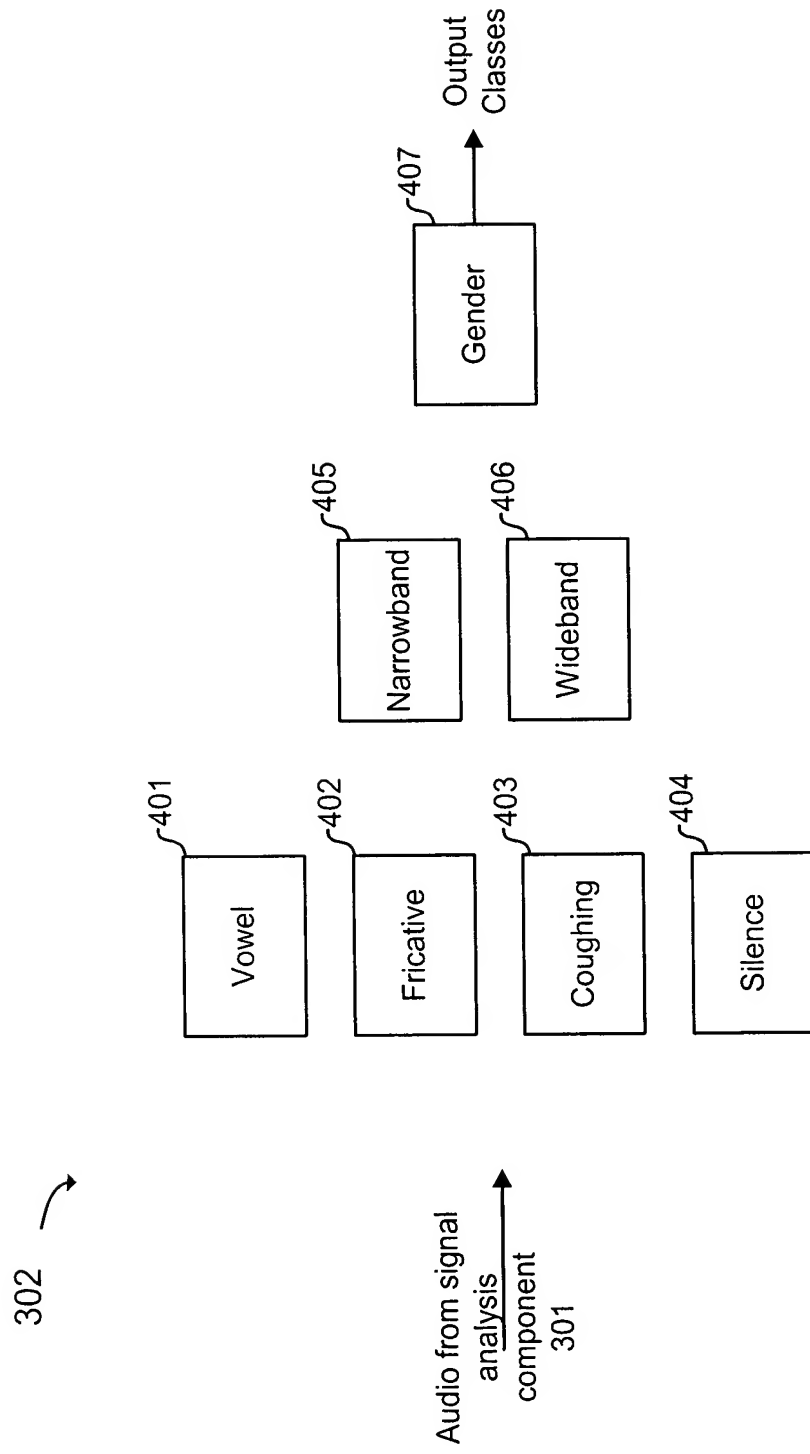 302
Audio from signal
analysis
component
301
401
Vowel
402
Fricative
403
Coughing
404
Silence
405
Narrowband
406
Wideband
407
Gender
Output
Classes